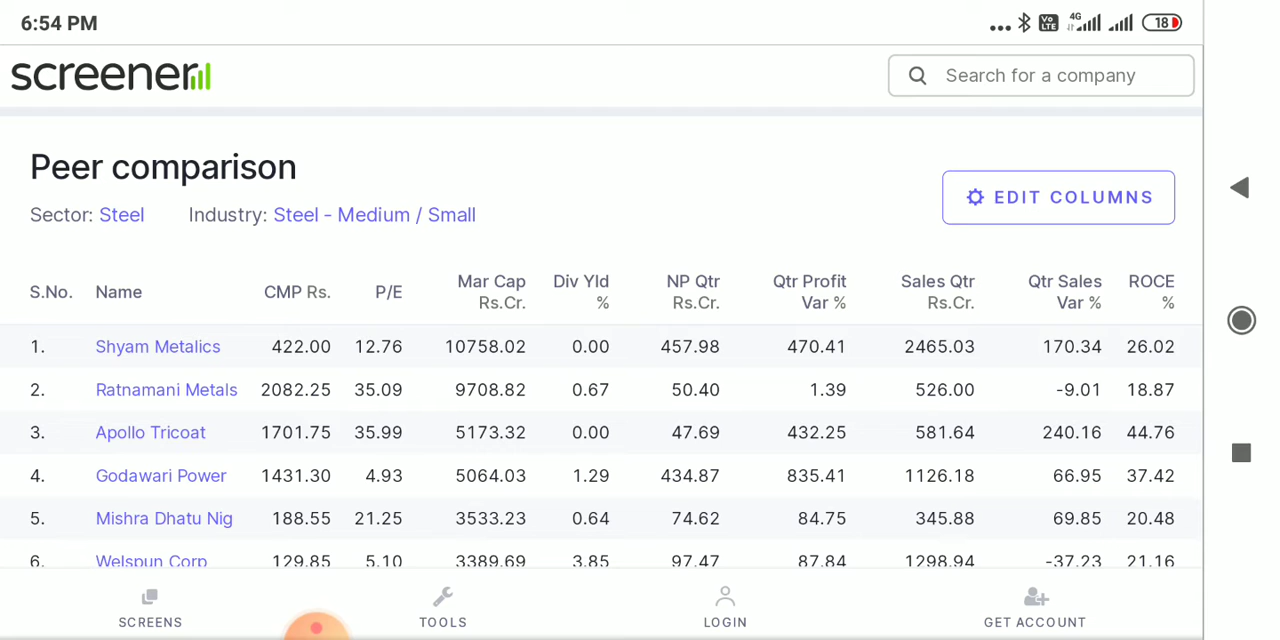 6:54 PM ... Vo LTE 4G 18
screener Search for a company
Peer comparison
Sector: Steel Industry: Steel - Medium / Small EDIT COLUMNS
S.No. Name CMP Rs. P/E Mar Cap Rs.Cr. Div Yld % NP Qtr Rs.Cr. Qtr Profit Var % Sales Qtr Rs.Cr. Qtr Sales Var % ROCE %
1. Shyam Metalics 422.00 12.76 10758.02 0.00 457.98 470.41 2465.03 170.34 26.02
2. Ratnamani Metals 2082.25 35.09 9708.82 0.67 50.40 1.39 526.00 -9.01 18.87
3. Apollo Tricoat 1701.75 35.99 5173.32 0.00 47.69 432.25 581.64 240.16 44.76
4. Godawari Power 1431.30 4.93 5064.03 1.29 434.87 835.41 1126.18 66.95 37.42
5. Mishra Dhatu Nig 188.55 21.25 3533.23 0.64 74.62 84.75 345.88 69.85 20.48
6. Welspun Corp 129.85 5.10 3389.69 3.85 97.47 87.84 1298.94 -37.23 21.16
SCREENS TOOLS LOGIN GET ACCOUNT